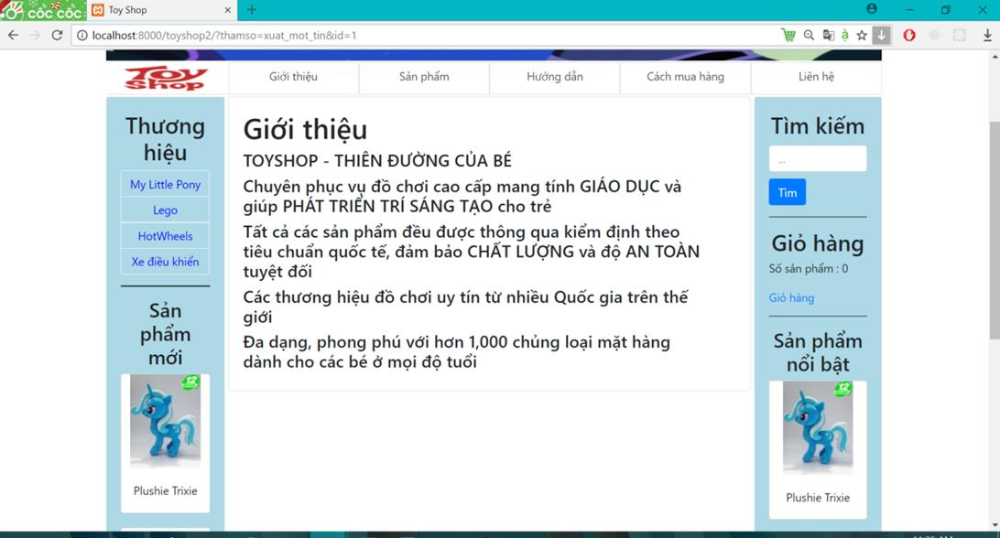 cốc cốc
Toy Shop
localhost:8000/toyshop2/?thamso=xuat_mot_tin&id=1
Toy
Shop
Giới thiệu
Sản phẩm
Hướng dẫn
Cách mua hàng
Liên hệ
Thương
hiệu
My Little Pony
Lego
HotWheels
Xe điều khiển
Sản
phẩm
mới
12
Plushie Trixie
Giới thiệu
TOYSHOP - THIÊN ĐƯỜNG CỦA BÉ
Chuyên phục vụ đồ chơi cao cấp mang tính GIÁO DỤC và
giúp PHÁT TRIỂN TRÍ SÁNG TẠO cho trẻ
Tất cả các sản phẩm đều được thông qua kiểm định theo
tiêu chuẩn quốc tế, đảm bảo CHẤT LƯỢNG và độ AN TOÀN
tuyệt đối
Các thương hiệu đồ chơi uy tín từ nhiều Quốc gia trên thế
giới
Đa dạng, phong phú với hơn 1,000 chủng loại mặt hàng
dành cho các bé ở mọi độ tuổi
Tìm kiếm
...
Tìm
Giỏ hàng
Số sản phẩm : 0
Giỏ hàng
Sản phẩm
nổi bật
12
Plushie Trixie